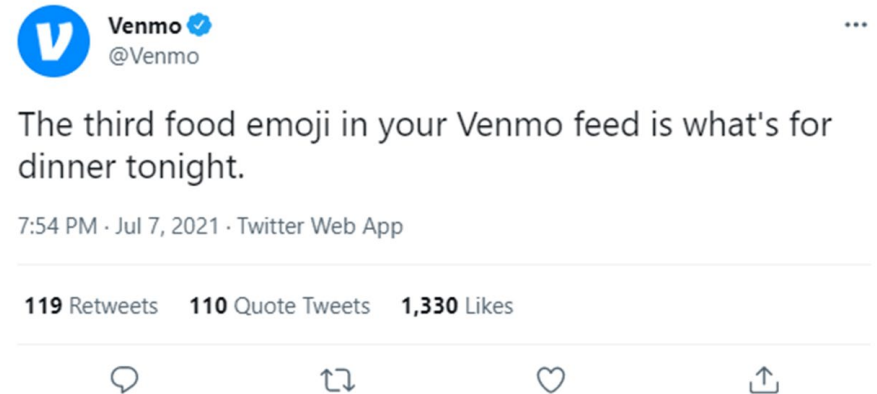 Venmo
@Venmo
The third food emoji in your Venmo feed is what's for
dinner tonight.
7:54 PM · Jul 7, 2021 · Twitter Web App
119 Retweets 110 Quote Tweets 1,330 Likes